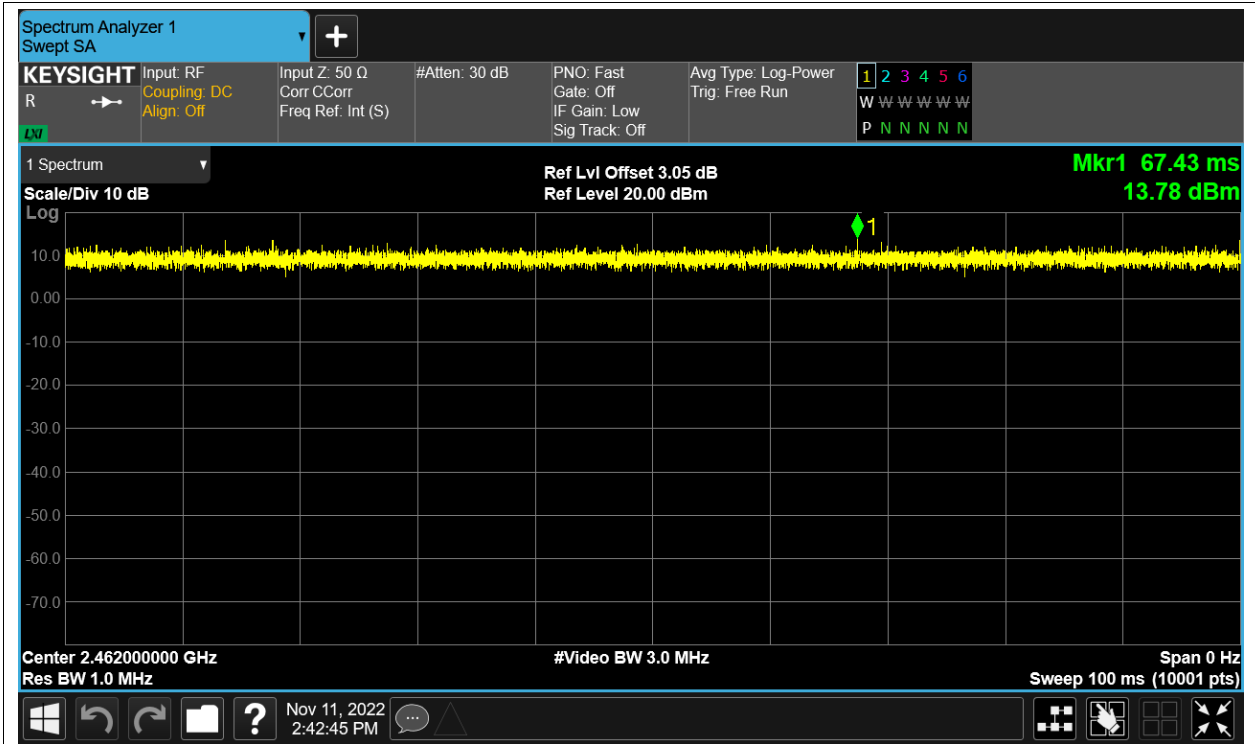 Spectrum Analyzer 1
Swept SA
KEYSIGHT
R
LXI
Input: RF
Coupling: DC
Align: Off
Input Z: 50 Ω
Corr CCorr
Freq Ref: Int (S)
#Atten: 30 dB
PNO: Fast
Gate: Off
IF Gain: Low
Sig Track: Off
Avg Type: Log-Power
Trig: Free Run
1 2 3 4 5 6
W W W W W W
P N N N N N
1 Spectrum
Ref Lvl Offset 3.05 dB
Mkr1 67.43 ms
Scale/Div 10 dB
Ref Level 20.00 dBm
13.78 dBm
Log
1
10.0
0.00
-10.0
-20.0
-30.0
-40.0
-50.0
-60.0
-70.0
Center 2.462000000 GHz
#Video BW 3.0 MHz
Span 0 Hz
Res BW 1.0 MHz
Sweep 100 ms (10001 pts)
?
Nov 11, 2022
2:42:45 PM